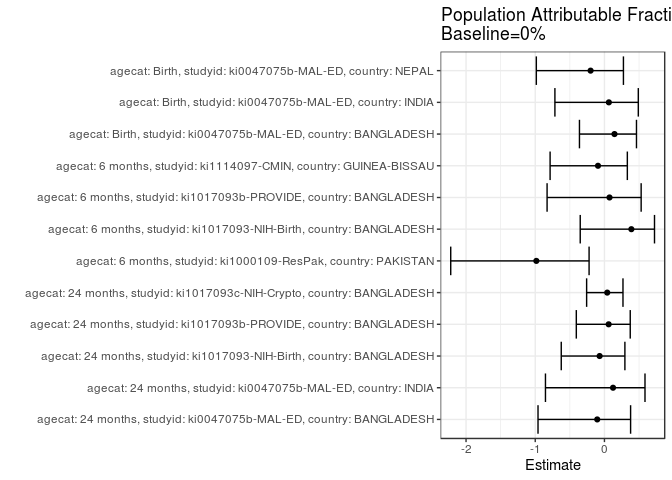 Population Attributable Fracti
Baseline=0%
agecat: Birth, studyid: ki0047075b-MAL-ED, country: NEPAL
agecat: Birth, studyid: ki0047075b-MAL-ED, country: INDIA
agecat: Birth, studyid: ki0047075b-MAL-ED, country: BANGLADESH
agecat: 6 months, studyid: ki1114097-CMIN, country: GUINEA-BISSAU
agecat: 6 months, studyid: ki1017093b-PROVIDE, country: BANGLADESH
agecat: 6 months, studyid: ki1017093-NIH-Birth, country: BANGLADESH
agecat: 6 months, studyid: ki1000109-ResPak, country: PAKISTAN
agecat: 24 months, studyid: ki1017093c-NIH-Crypto, country: BANGLADESH
agecat: 24 months, studyid: ki1017093b-PROVIDE, country: BANGLADESH
agecat: 24 months, studyid: ki1017093-NIH-Birth, country: BANGLADESH
agecat: 24 months, studyid: ki0047075b-MAL-ED, country: INDIA
agecat: 24 months, studyid: ki0047075b-MAL-ED, country: BANGLADESH
-2 -1 0
Estimate